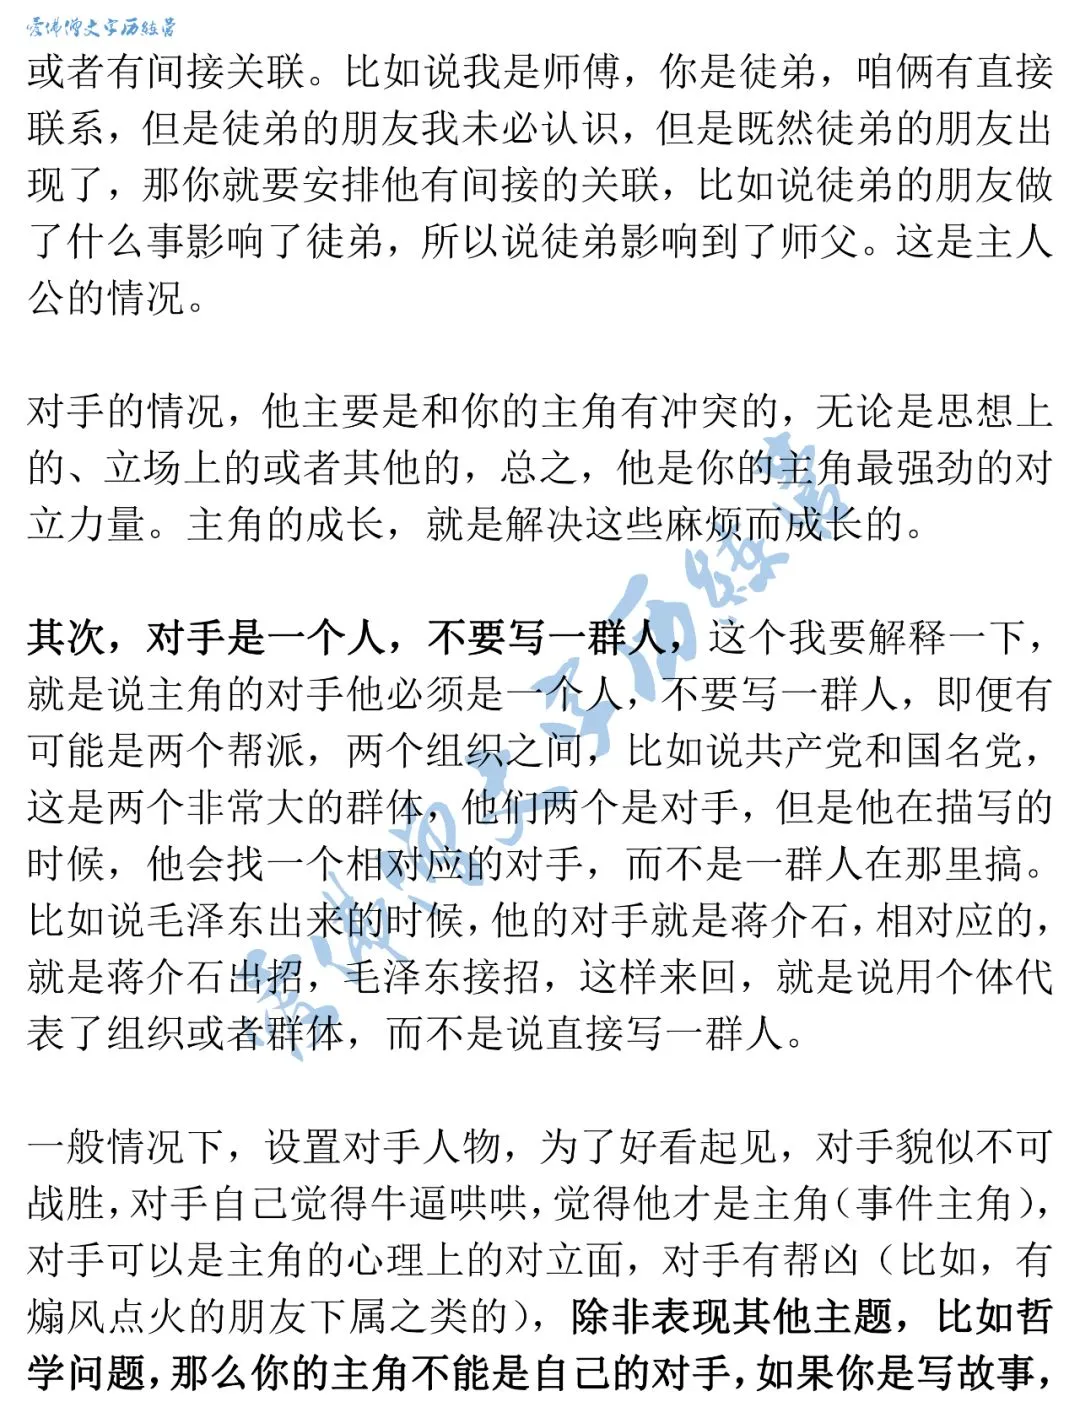 爱佛僧文字历练营
或者有间接关联。比如说我是师傅，你是徒弟，咱俩有直接
联系，但是徒弟的朋友我未必认识，但是既然徒弟的朋友出
现了，那你就要安排他有间接的关联，比如说徒弟的朋友做
了什么事影响了徒弟，所以说徒弟影响到了师父。这是主人
公的情况。
对手的情况，他主要是和你的主角有冲突的，无论是思想上
的、立场上的或者其他的，总之，他是你的主角最强劲的对
立力量。主角的成长，就是解决这些麻烦而成长的。
其次，对手是一个人，不要写一群人，这个我要解释一下，
就是说主角的对手他必须是一个人，不要写一群人，即便有
可能是两个帮派，两个组织之间，比如说共产党和国名党，
这是两个非常大的群体，他们两个是对手，但是他在描写的
时候，他会找一个相对应的对手，而不是一群人在那里搞。
比如说毛泽东出来的时候，他的对手就是蒋介石，相对应的，
就是蒋介石出招，毛泽东接招，这样来回，就是说用个体代
表了组织或者群体，而不是说直接写一群人。
一般情况下，设置对手人物，为了好看起见，对手貌似不可
战胜，对手自己觉得牛逼哄哄，觉得他才是主角（事件主角），
对手可以是主角的心理上的对立面，对手有帮凶（比如，有
煽风点火的朋友下属之类的），除非表现其他主题，比如哲
学问题，那么你的主角不能是自己的对手，如果你是写故事，